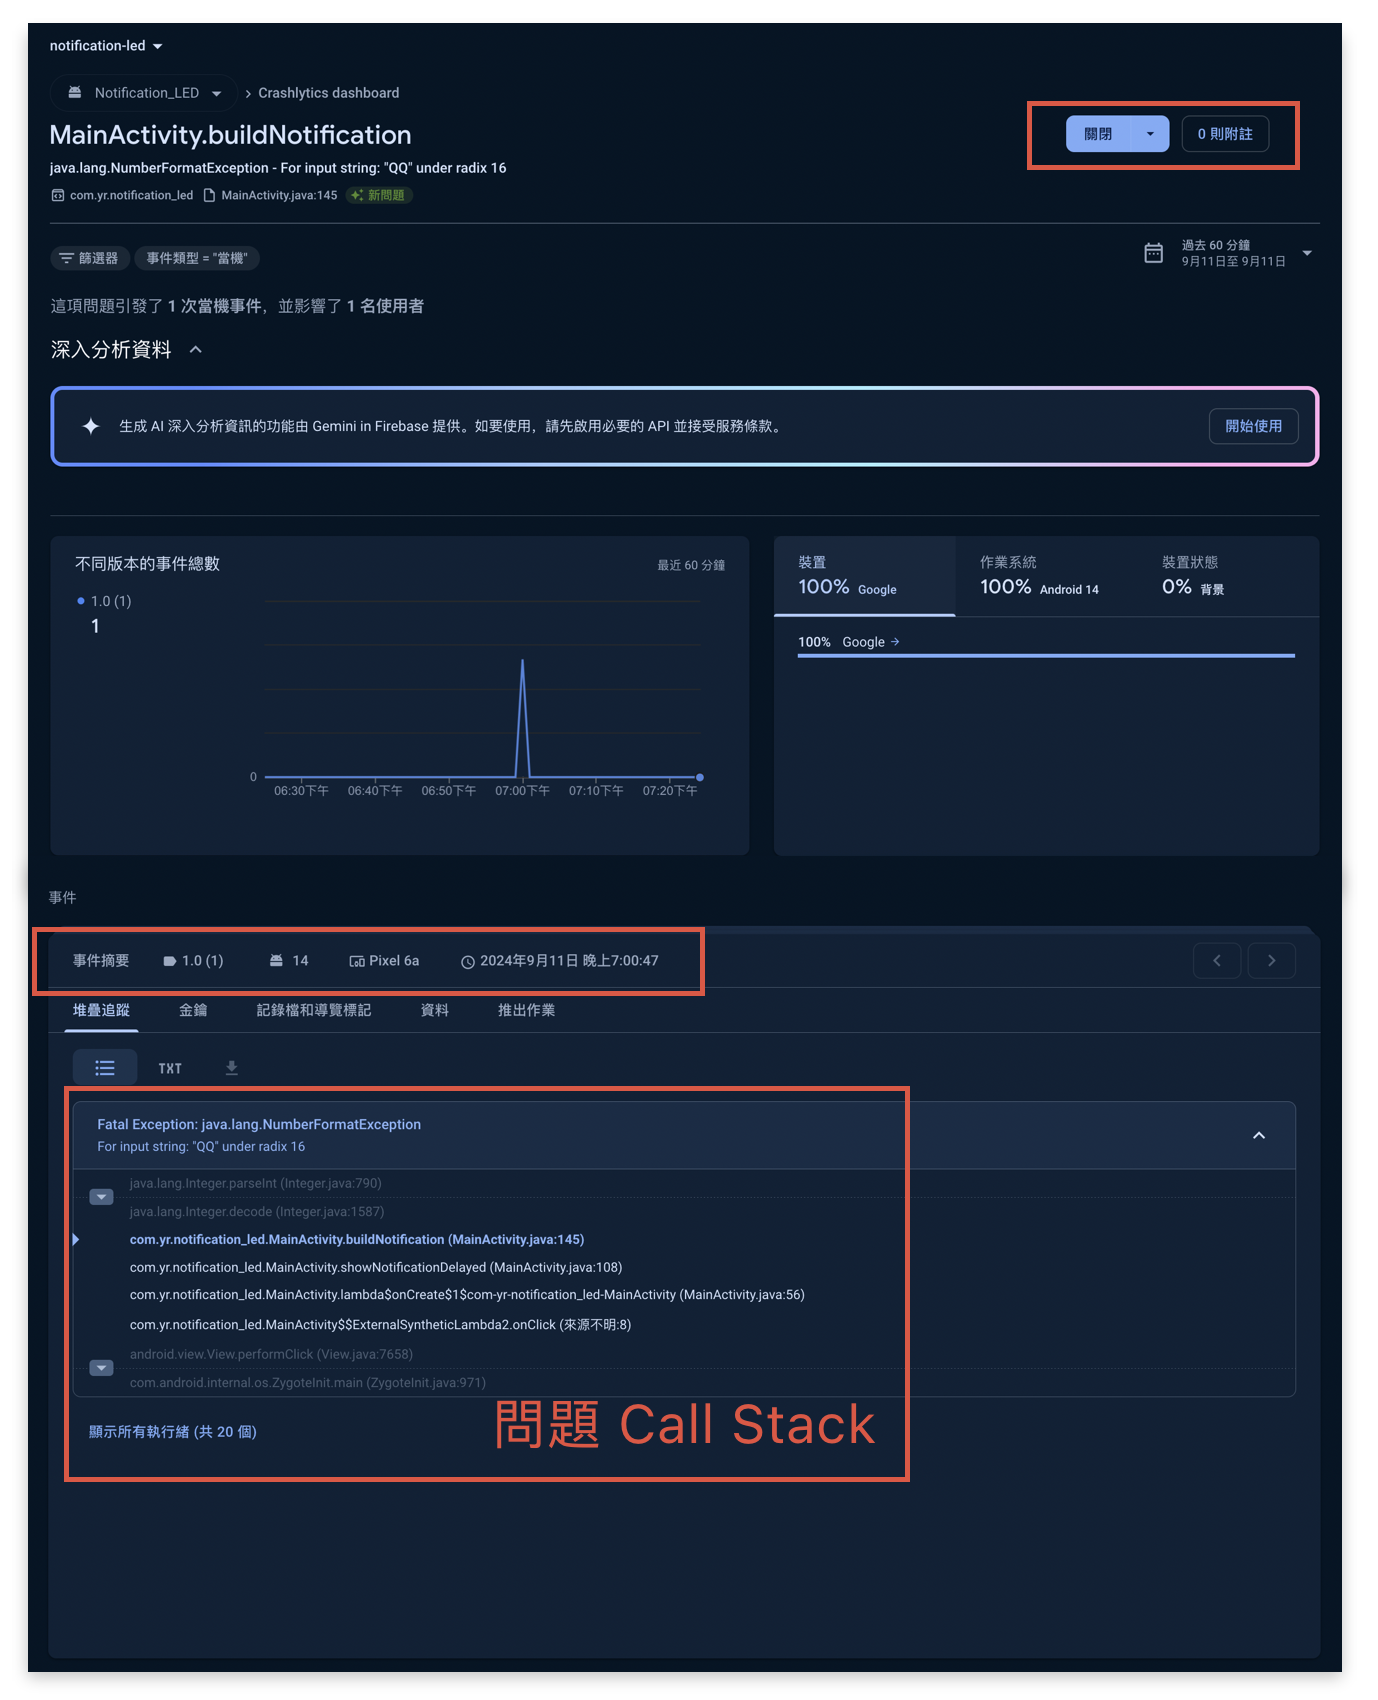 notification-led
Notification_LED
Crashlytics dashboard
MainActivity.buildNotification
關閉
0 則附註
java.lang.NumberFormatException - For input string: "QQ" under radix 16
com.yr.notification_led
MainActivity.java:145
新問題
篩選器
事件類型 = "當機"
過去 60 分鐘
9月11日至 9月11日
這項問題引發了 1 次當機事件，並影響了 1 名使用者
深入分析資料
生成 AI 深入分析資訊的功能由 Gemini in Firebase 提供。如要使用，請先啟用必要的 API 並接受服務條款。
開始使用
不同版本的事件總數
最近 60 分鐘
1.0 (1)
1
0
06:30下午 06:40下午 06:50下午 07:00下午 07:10下午 07:20下午
裝置
100% Google
作業系統
100% Android 14
裝置狀態
0% 背景
100% Google →
事件
事件摘要 1.0 (1) 14 Pixel 6a 2024年9月11日 晚上7:00:47
堆疊追蹤 金鑰 記錄檔和導覽標記 資料 推出作業
TXT
Fatal Exception: java.lang.NumberFormatException
For input string: "QQ" under radix 16
java.lang.Integer.parseInt (Integer.java:790)
java.lang.Integer.decode (Integer.java:1587)
com.yr.notification_led.MainActivity.buildNotification (MainActivity.java:145)
com.yr.notification_led.MainActivity.showNotificationDelayed (MainActivity.java:108)
com.yr.notification_led.MainActivity.lambda$onCreate$1$com-yr-notification_led-MainActivity (MainActivity.java:56)
com.yr.notification_led.MainActivity$$ExternalSyntheticLambda2.onClick (來源不明:8)
android.view.View.performClick (View.java:7658)
com.android.internal.os.ZygoteInit.main (ZygoteInit.java:971)
問題 Call Stack
顯示所有執行緒 (共 20 個)